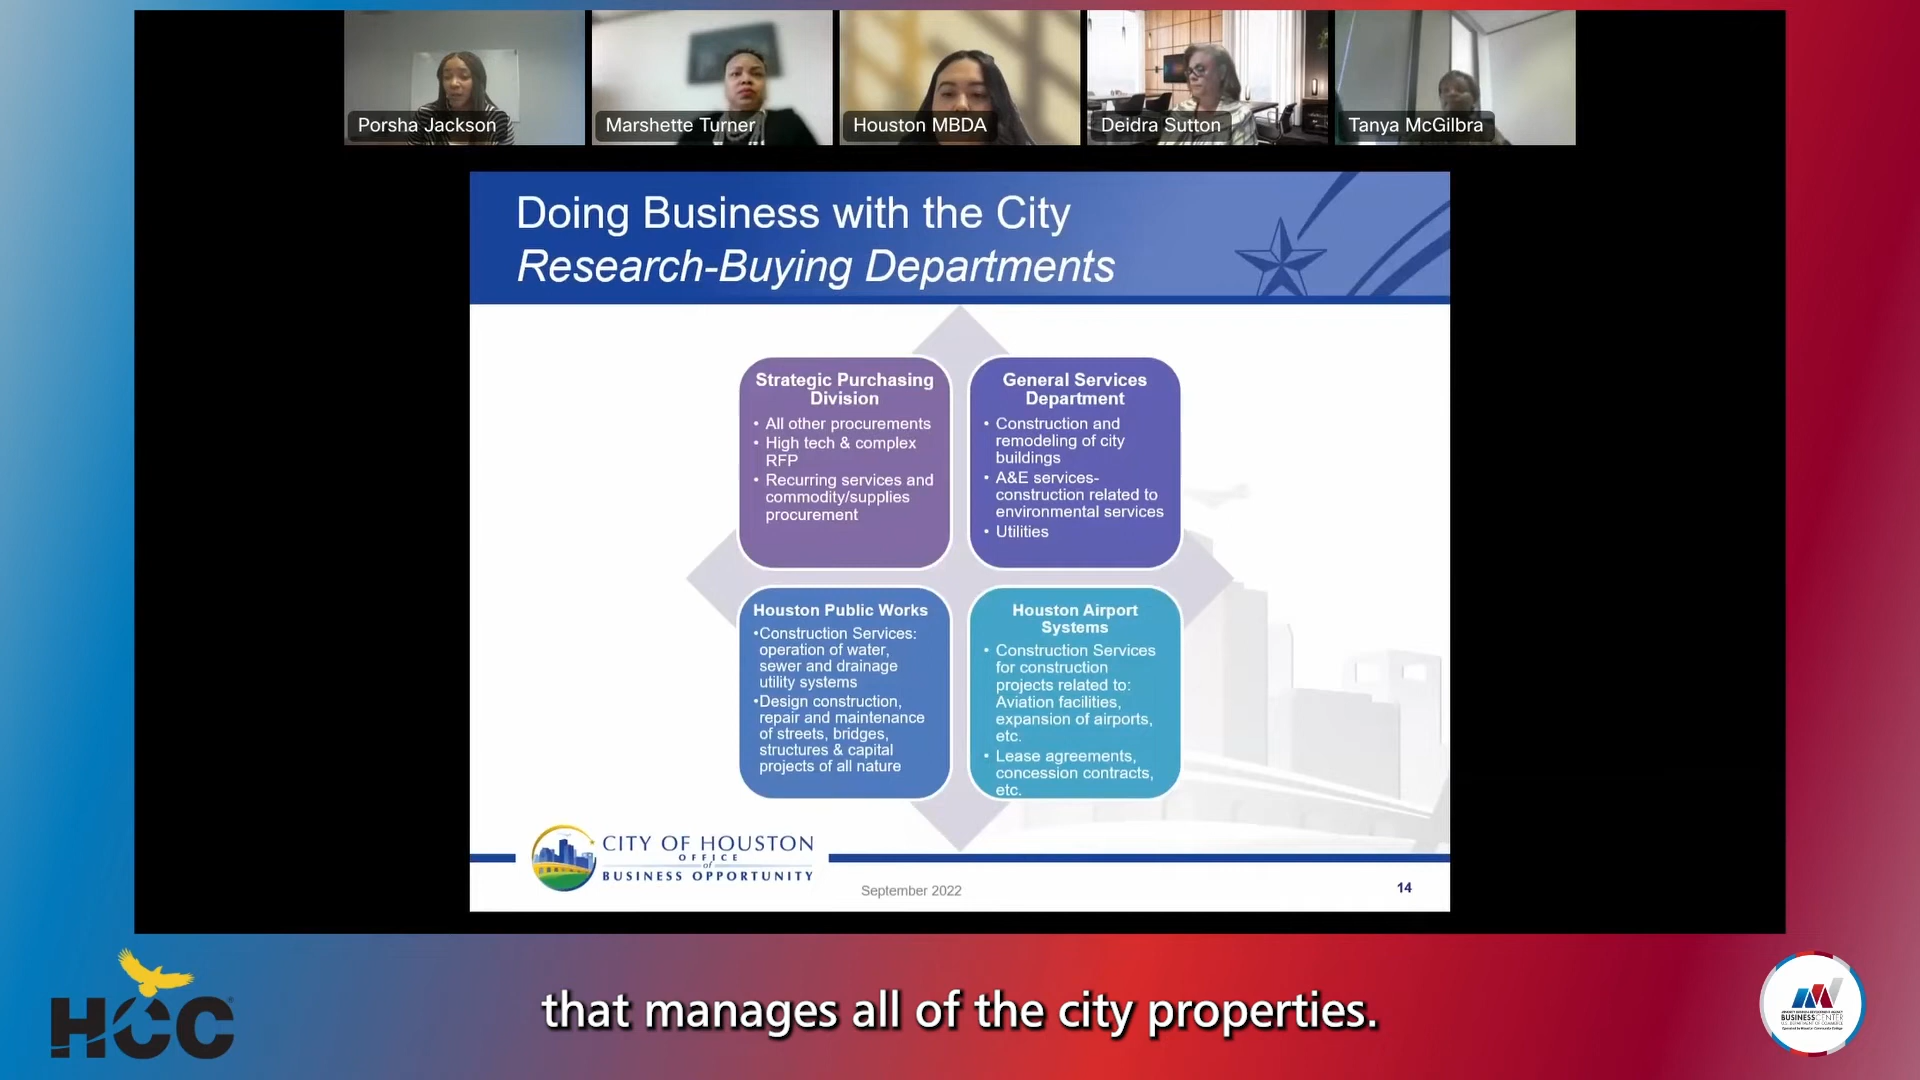 Porsha Jackson
Marshette Turner
Houston MBDA
Deidra Sutton
Tanya McGilbra
Doing Business with the City
Research-Buying Departments
Strategic Purchasing
Division
• All other procurements
• High tech & complex
RFP
• Recurring services and
commodity/supplies
procurement
General Services
Department
• Construction and
remodeling of city
buildings
• A&E services-
construction related to
environmental services
• Utilities
Houston Public Works
•Construction Services:
operation of water,
sewer and drainage
utility systems
•Design construction,
repair and maintenance
of streets, bridges,
structures & capital
projects of all nature
Houston Airport
Systems
• Construction Services
for construction
projects related to:
Aviation facilities,
expansion of airports,
etc.
• Lease agreements,
concession contracts,
etc.
CITY OF HOUSTON
OFFICE
of
BUSINESS OPPORTUNITY
September 2022
14
HCC
that manages all of the city properties.
BUSINESS CENTER